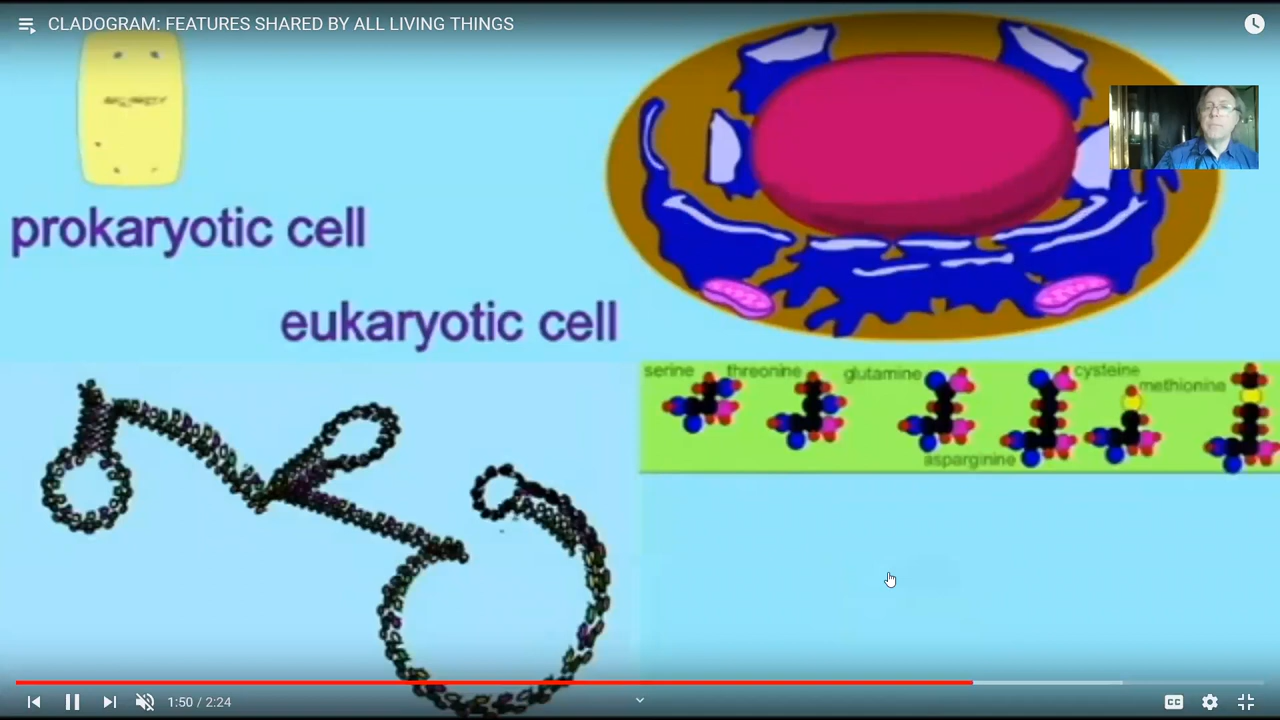 CLADOGRAM: FEATURES SHARED BY ALL LIVING THINGS
prokaryotic cell
eukaryotic cell
serine threonine glutamine cysteine
methionine
asparginine
1:50 / 2:24
CC